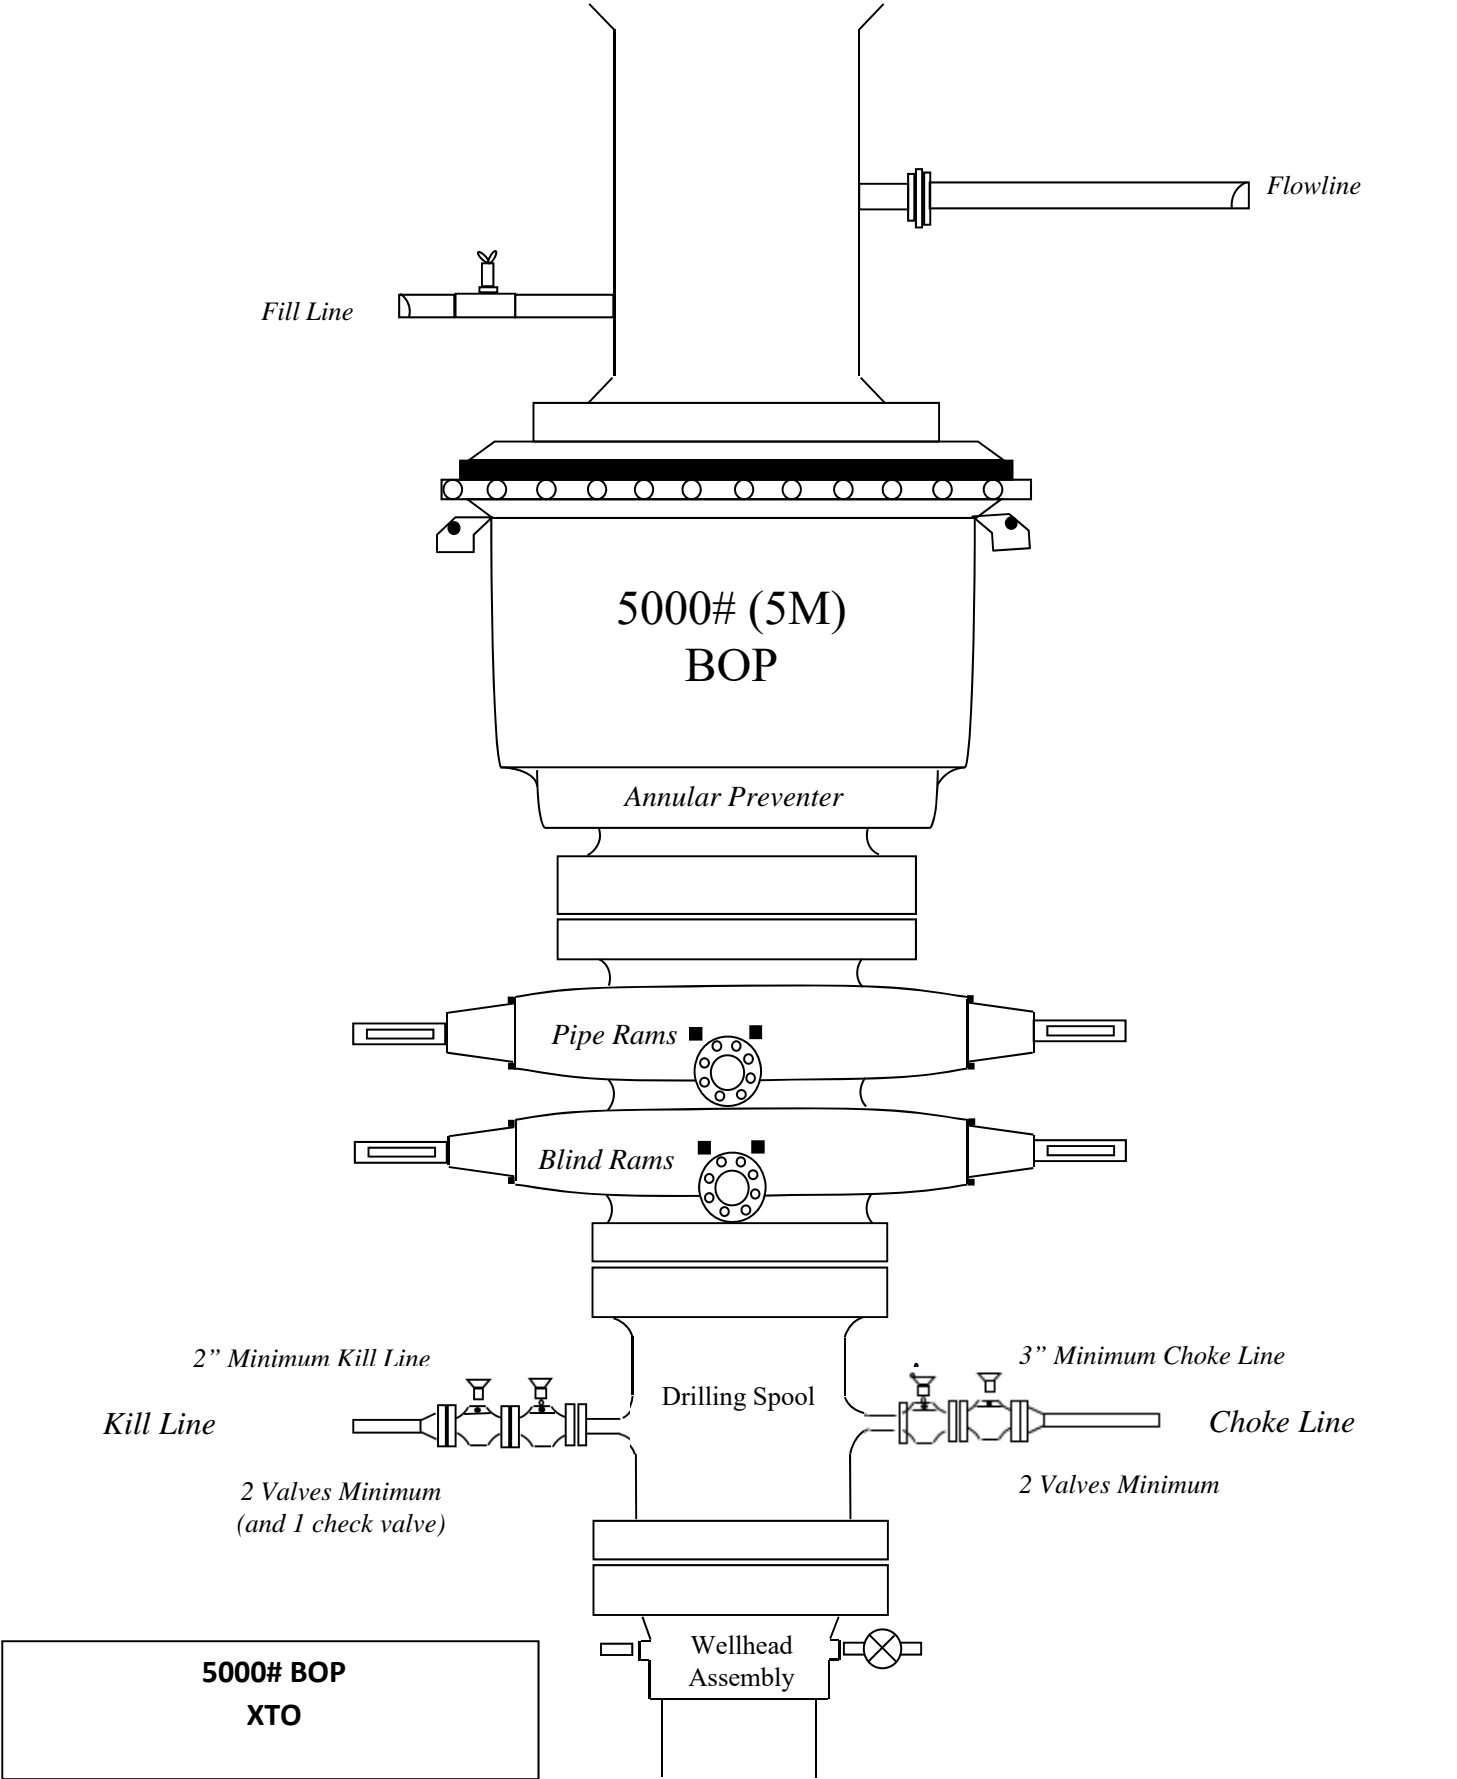 Flowline
Fill Line
5000# (5M)
BOP
Annular Preventer
Pipe Rams
Blind Rams
2” Minimum Kill Line
3” Minimum Choke Line
Drilling Spool
Kill Line
Choke Line
2 Valves Minimum
(and 1 check valve)
2 Valves Minimum
Wellhead
Assembly
5000# BOP
XTO